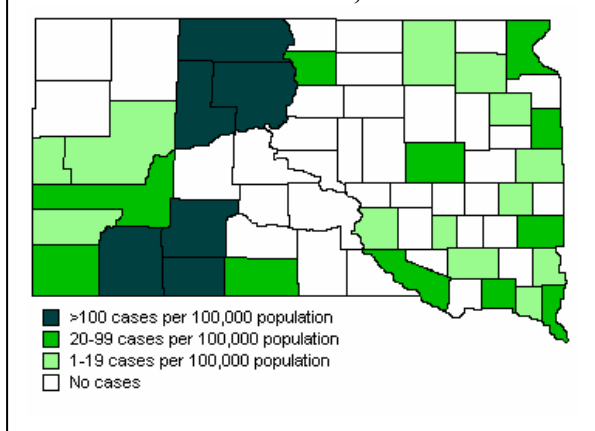 >100 cases per 100,000 population
20-99 cases per 100,000 population
1-19 cases per 100,000 population
No cases